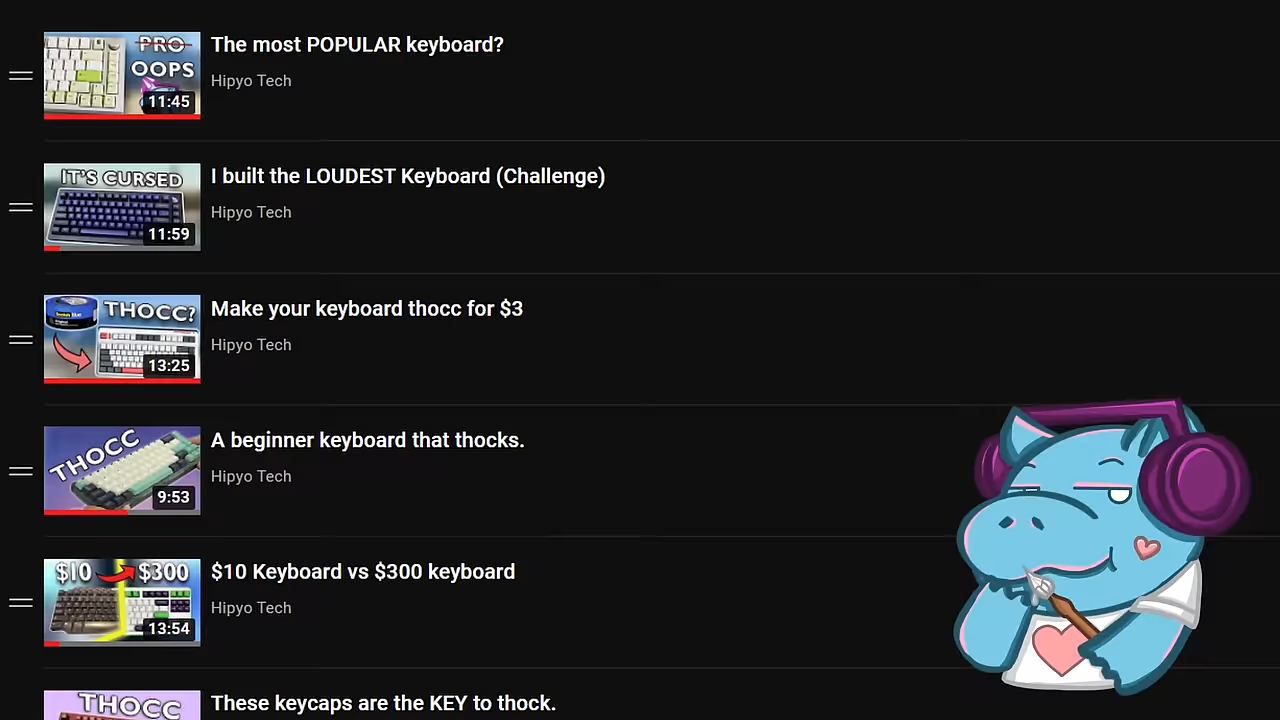 PRO
OOPS
11:45
The most POPULAR keyboard?
Hipyo Tech
IT'S CURSED
11:59
I built the LOUDEST Keyboard (Challenge)
Hipyo Tech
THOCC?
13:25
Make your keyboard thocc for $3
Hipyo Tech
THOCC
9:53
A beginner keyboard that thocks.
Hipyo Tech
$10 $300
13:54
$10 Keyboard vs $300 keyboard
Hipyo Tech
THOCC
These keycaps are the KEY to thock.